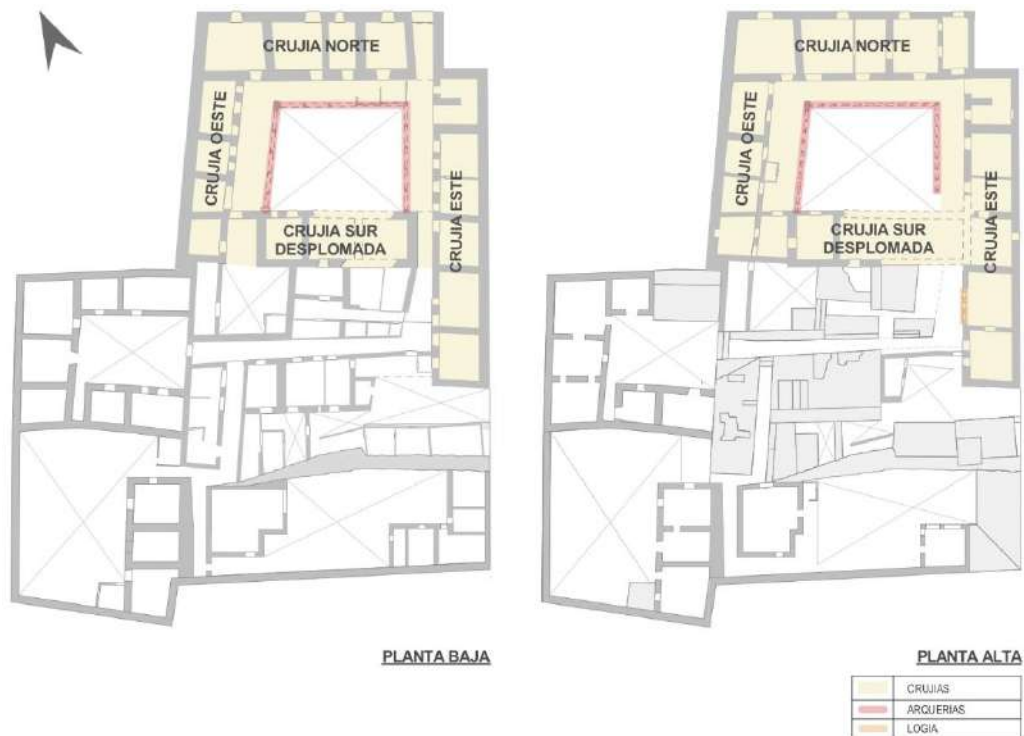 CRUJIA NORTE
CRUJIA OESTE
CRUJIA ESTE
CRUJIA SUR
DESPLOMADA
PLANTA BAJA
CRUJIA NORTE
CRUJIA OESTE
CRUJIA ESTE
CRUJIA SUR
DESPLOMADA
PLANTA ALTA
CRUJIAS
ARQUERIAS
LOGIA